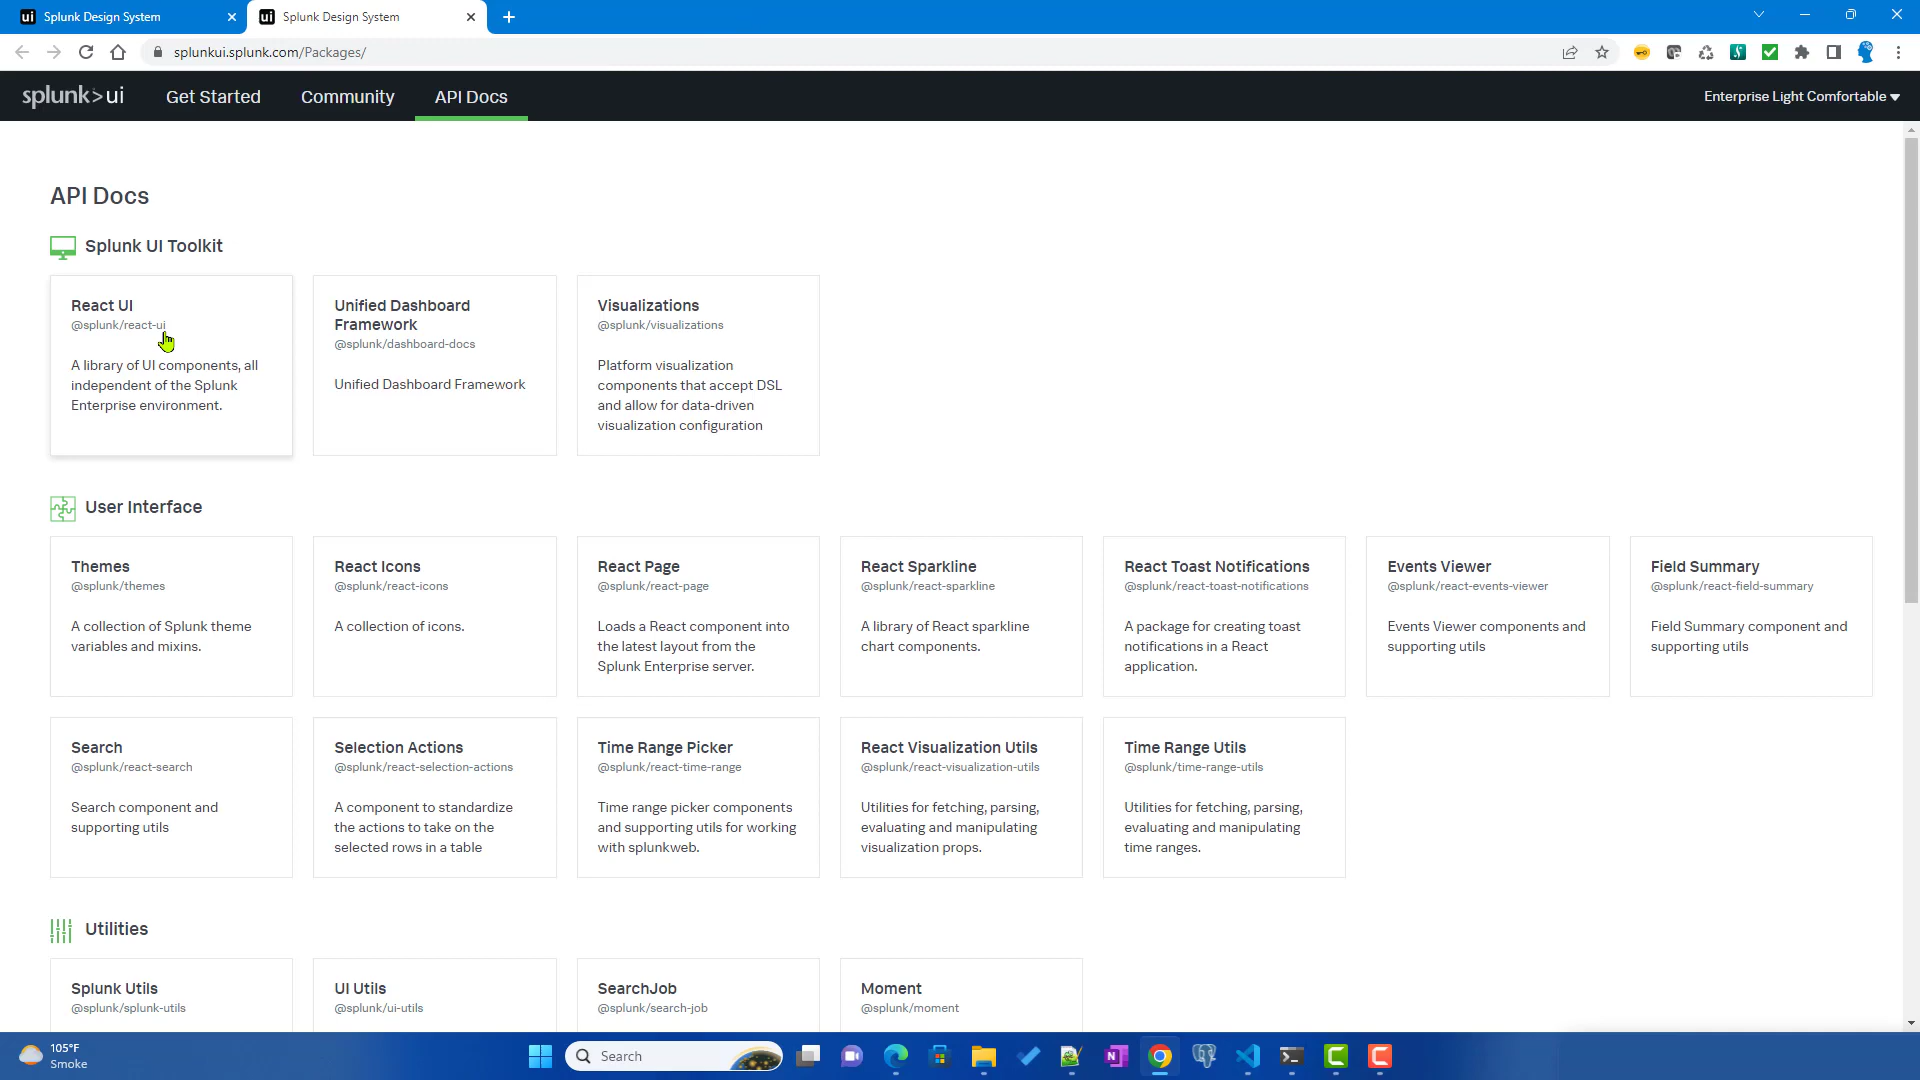 ui Splunk Design System
ui Splunk Design System
splunkui.splunk.com/Packages/
splunk>ui Get Started Community API Docs Enterprise Light Comfortable
API Docs
Splunk UI Toolkit
React UI
@splunk/react-ui
A library of UI components, all
independent of the Splunk
Enterprise environment.
Unified Dashboard
Framework
@splunk/dashboard-docs
Unified Dashboard Framework
Visualizations
@splunk/visualizations
Platform visualization
components that accept DSL
and allow for data-driven
visualization configuration
User Interface
Themes
@splunk/themes
A collection of Splunk theme
variables and mixins.
React Icons
@splunk/react-icons
A collection of icons.
React Page
@splunk/react-page
Loads a React component into
the latest layout from the
Splunk Enterprise server.
React Sparkline
@splunk/react-sparkline
A library of React sparkline
chart components.
React Toast Notifications
@splunk/react-toast-notifications
A package for creating toast
notifications in a React
application.
Events Viewer
@splunk/react-events-viewer
Events Viewer components and
supporting utils
Field Summary
@splunk/react-field-summary
Field Summary component and
supporting utils
Search
@splunk/react-search
Search component and
supporting utils
Selection Actions
@splunk/react-selection-actions
A component to standardize
the actions to take on the
selected rows in a table
Time Range Picker
@splunk/react-time-range
Time range picker components
and supporting utils for working
with splunkweb.
React Visualization Utils
@splunk/react-visualization-utils
Utilities for fetching, parsing,
evaluating and manipulating
visualization props.
Time Range Utils
@splunk/time-range-utils
Utilities for fetching, parsing,
evaluating and manipulating
time ranges.
Utilities
Splunk Utils
@splunk/splunk-utils
UI Utils
@splunk/ui-utils
SearchJob
@splunk/search-job
Moment
@splunk/moment
105°F
Smoke
Search